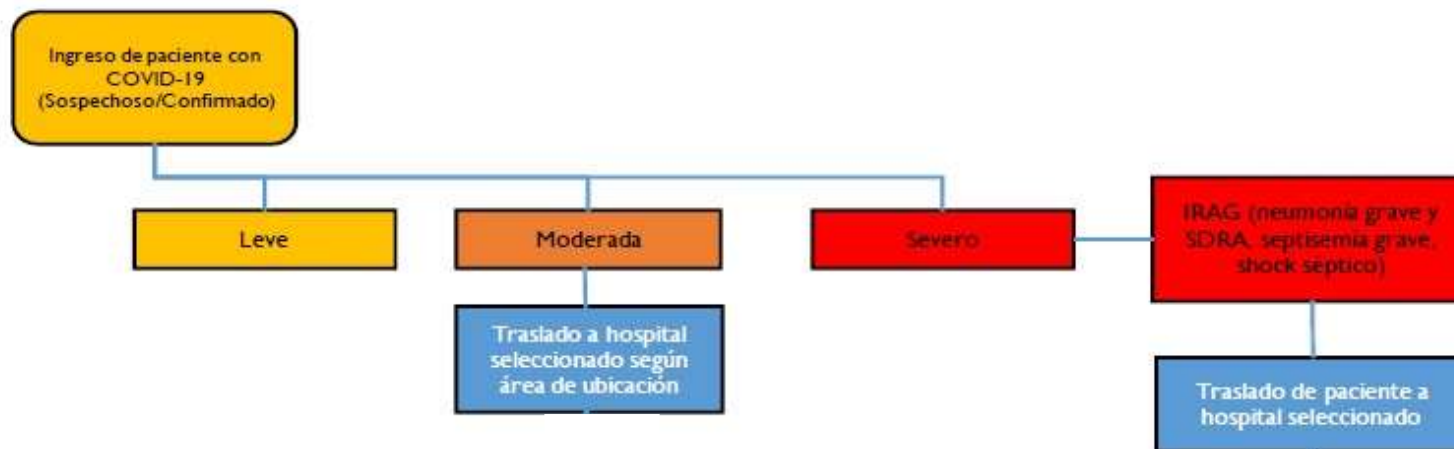 Ingreso de paciente con
COVID-19
(Sospechoso/Confirmado)
Leve
Moderada
Severo
IRAG (neumonía grave y
SDRA, septisemia grave,
shock séptico)
Traslado a hospital
seleccionado según
área de ubicación
Traslado de paciente a
hospital seleccionado